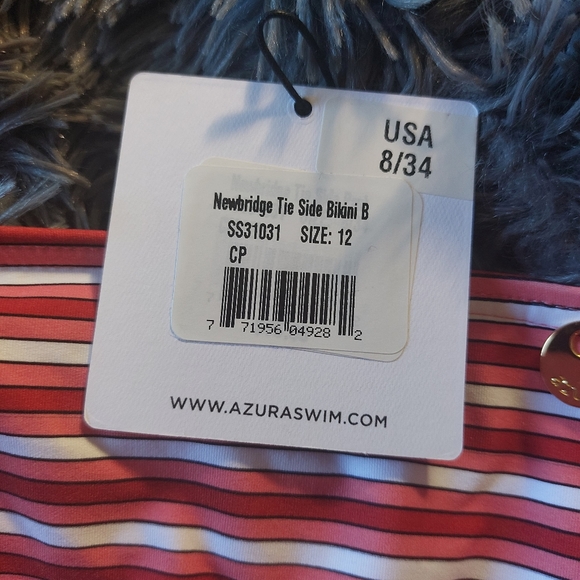 USA
8/34
Newbridge Tie Side Bikini B
SS31031 SIZE: 12
CP
7 71956 04928 2
WWW.AZURASWIM.COM